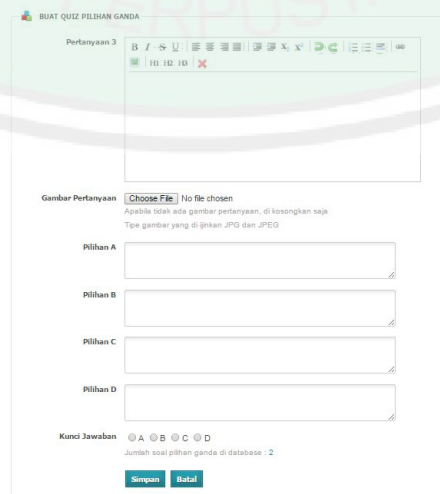 BUAT QUIZ PILIHAN GANDA
Pertanyaan 3
B I S U X₂ X²
H1 H2 H3
Gambar Pertanyaan Choose File No file chosen
Apabila tidak ada gambar pertanyaan, di kosongkan saja
Tipe gambar yang di ijinkan JPG dan JPEG
Pilihan A
Pilihan B
Pilihan C
Pilihan D
Kunci Jawaban A B C D
Jumlah soal pilihan ganda di database : 2
Simpan Batal